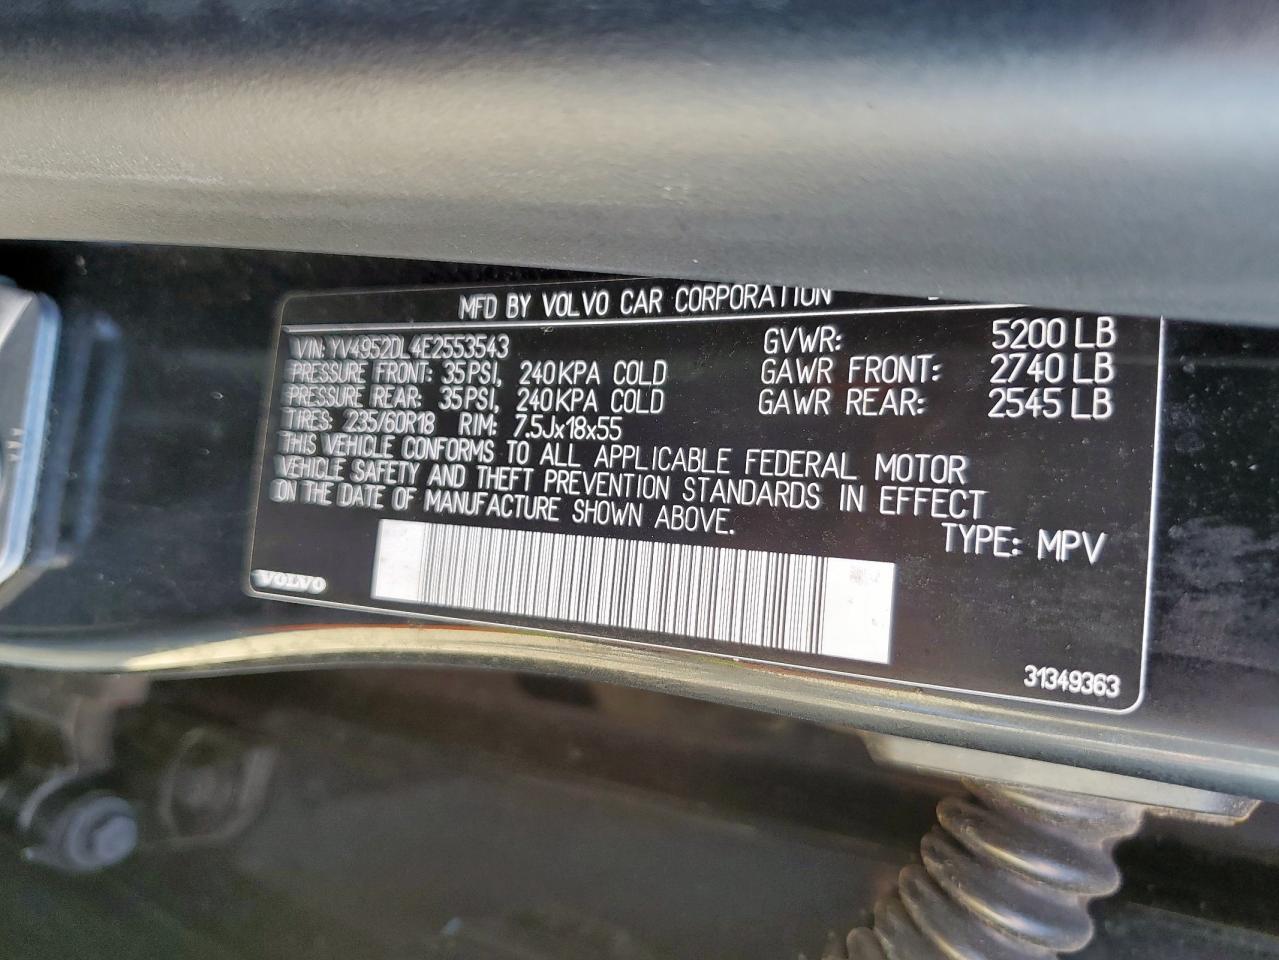 MFD BY VOLVO CAR CORPORATION
VIN: YV4952DL4E2553543
GVWR: 5200 LB
PRESSURE FRONT: 35 PSI, 240 KPA COLD
GAWR FRONT: 2740 LB
PRESSURE REAR: 35 PSI, 240 KPA COLD
GAWR REAR: 2545 LB
TIRES: 235/60R18 RIM: 7.5Jx18x55
THIS VEHICLE CONFORMS TO ALL APPLICABLE FEDERAL MOTOR
VEHICLE SAFETY AND THEFT PREVENTION STANDARDS IN EFFECT
ON THE DATE OF MANUFACTURE SHOWN ABOVE.
TYPE: MPV
VOLVO
31349363